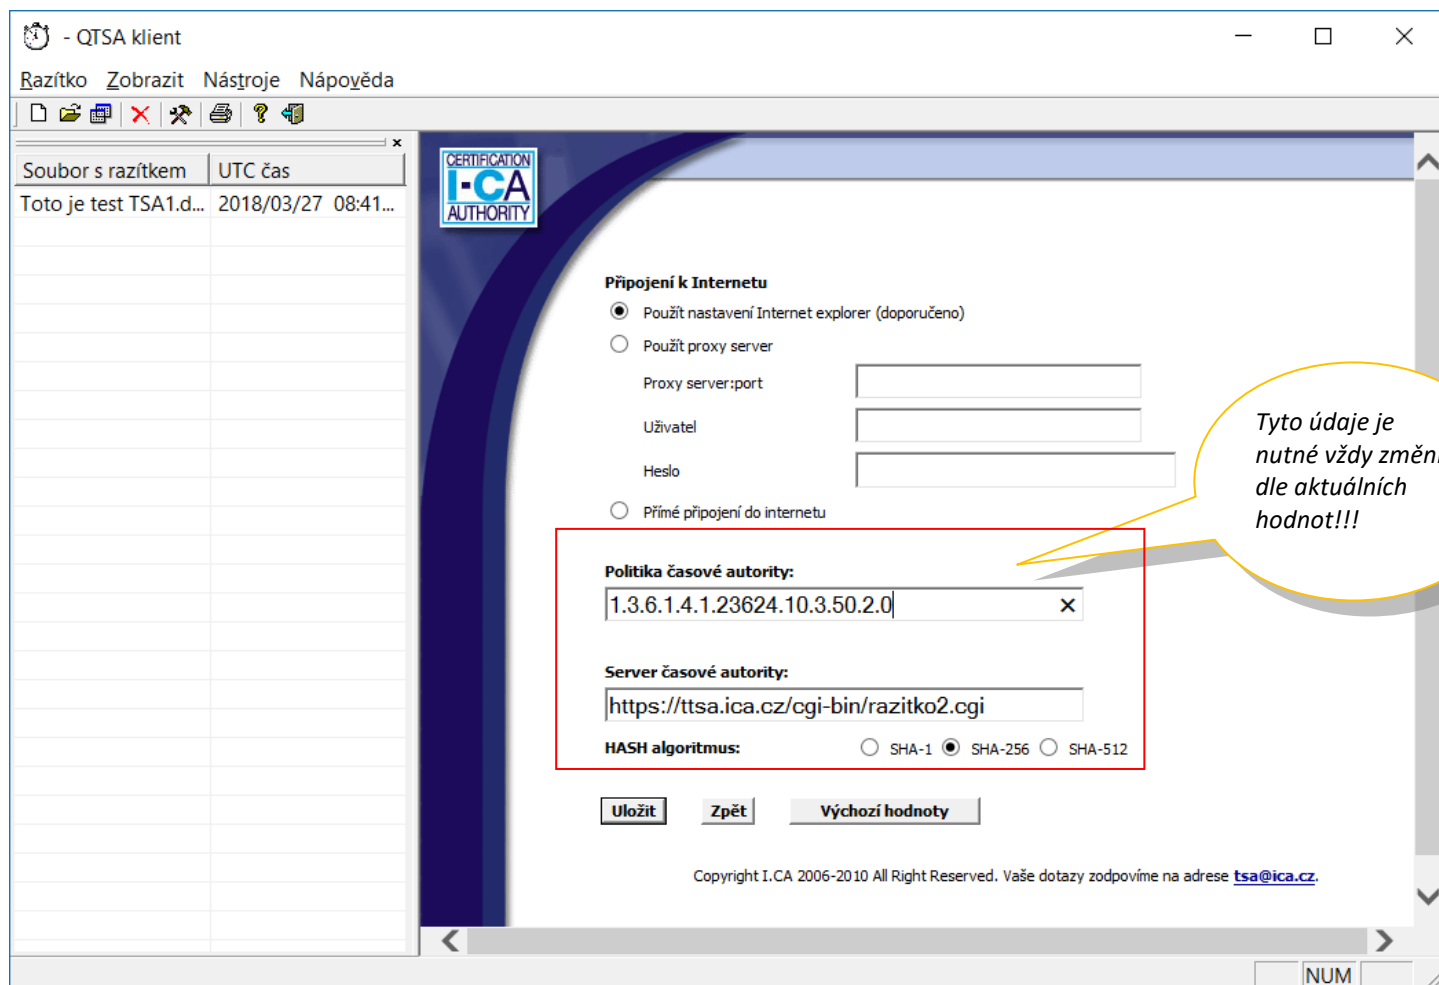 - QTSA klient
Razítko Zobrazit Nástroje Nápověda
Soubor s razítkem UTC čas
Toto je test TSA1.d... 2018/03/27 08:41...
CERTIFICATION
I-CA
AUTHORITY
Připojení k Internetu
Použít nastavení Internet explorer (doporučeno)
Použít proxy server
Proxy server:port
Uživatel
Heslo
Přímé připojení do internetu
Tyto údaje je
nutné vždy změni
dle aktuálních
hodnot!!!
Politika časové autority:
1.3.6.1.4.1.23624.10.3.50.2.0
Server časové autority:
https://ttsa.ica.cz/cgi-bin/razitko2.cgi
HASH algoritmus: SHA-1 SHA-256 SHA-512
Uložit Zpět Výchozí hodnoty
Copyright I.CA 2006-2010 All Right Reserved. Vaše dotazy zodpovíme na adrese tsa@ica.cz.
NUM